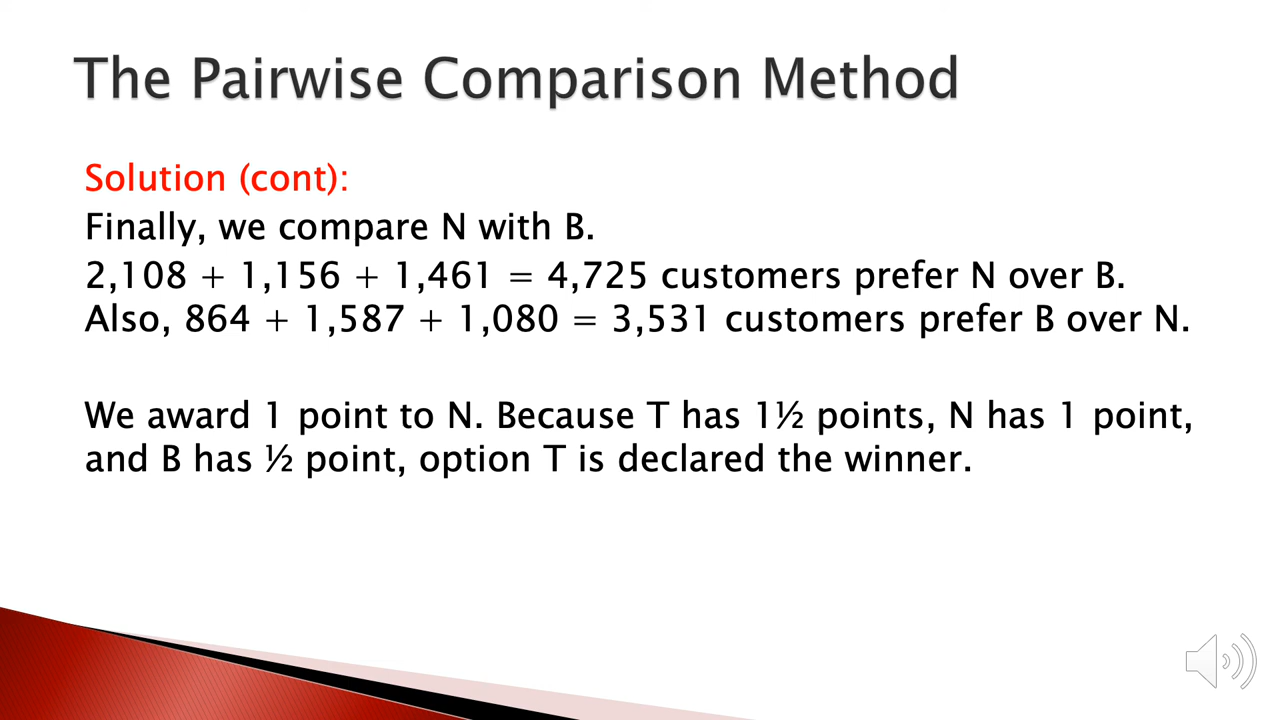 The Pairwise Comparison Method
Solution (cont):
Finally, we compare N with B.
2,108 + 1,156 + 1,461 = 4,725 customers prefer N over B.
Also, 864 + 1,587 + 1,080 = 3,531 customers prefer B over N.
We award 1 point to N. Because T has 1½ points, N has 1 point,
and B has ½ point, option T is declared the winner.